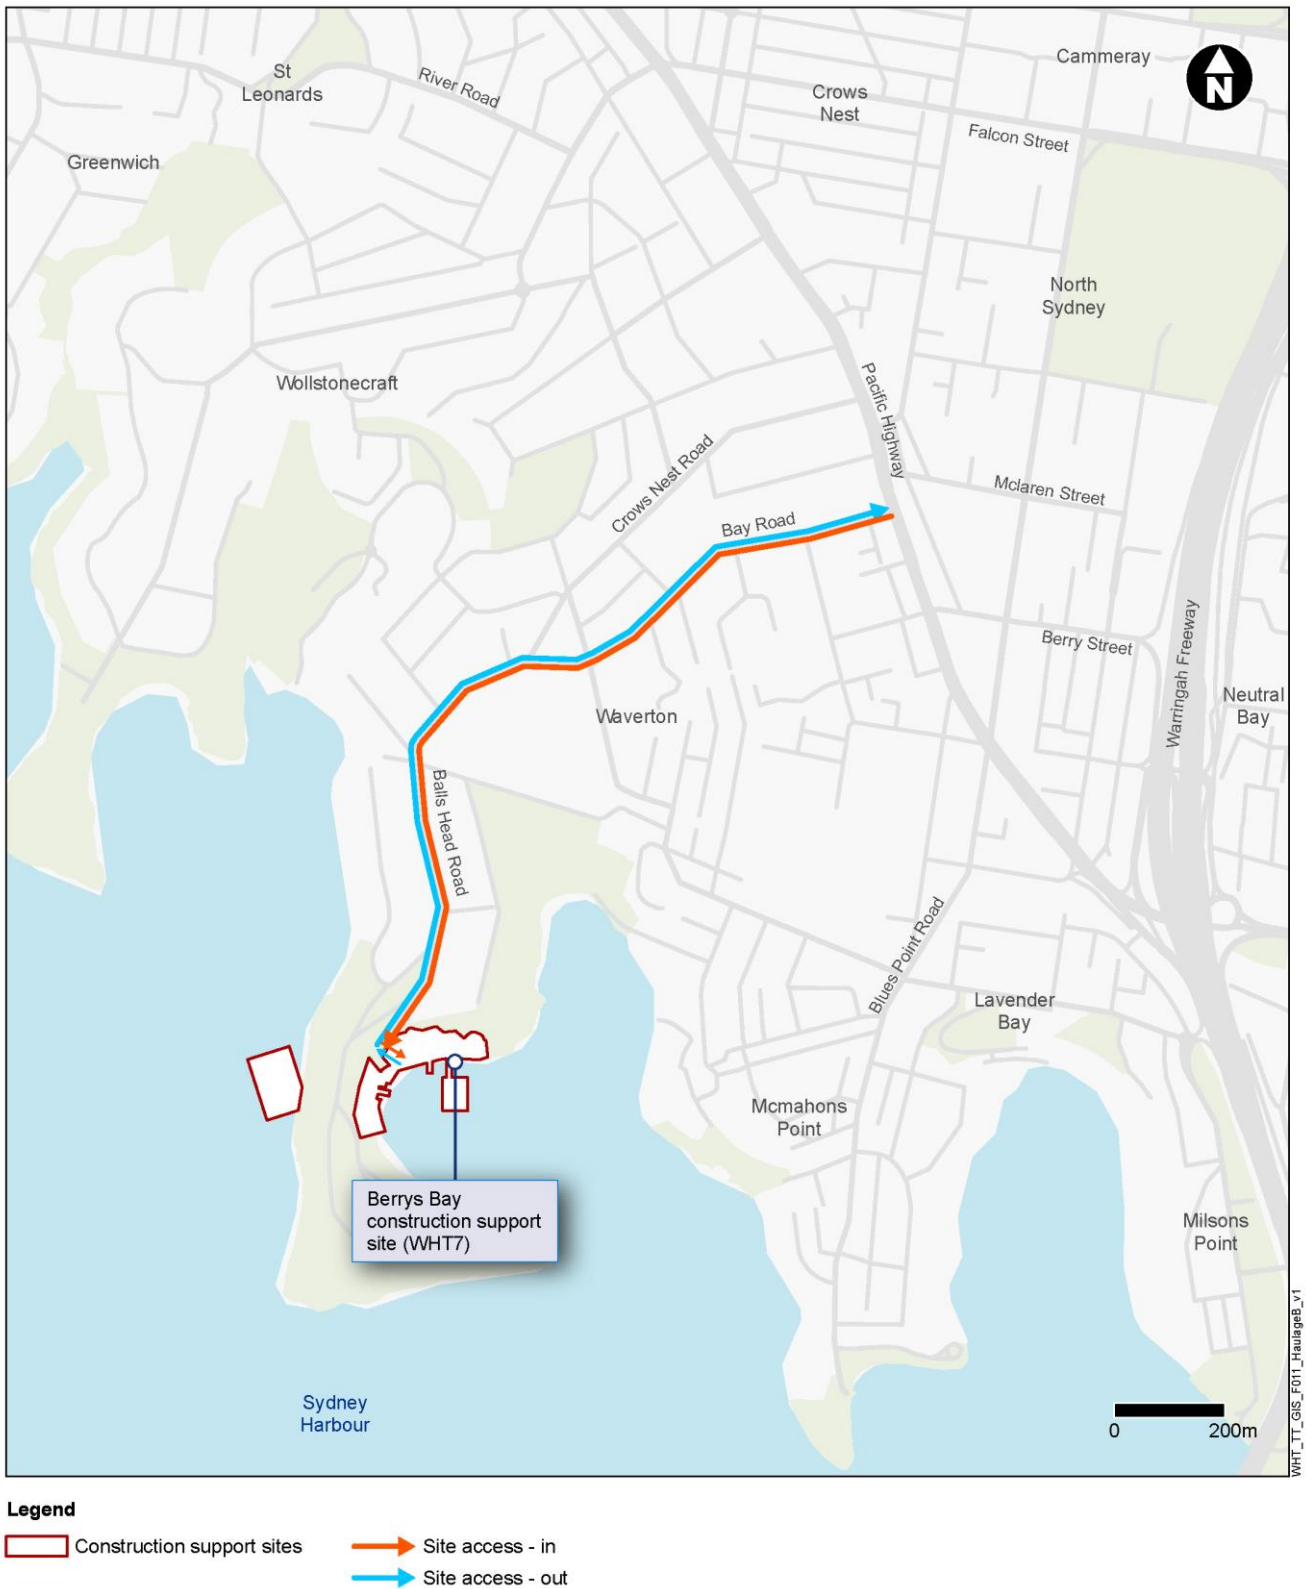 St
Leonards
River Road
Cammeray
N
Crows
Nest
Falcon Street
Greenwich
North
Sydney
Wollstonecraft
Pacific Highway
Crows Nest Road
Mclaren Street
Bay Road
Berry Street
Warringah Freeway
Neutral
Bay
Waverton
Balls Head Road
Blues Point Road
Lavender
Bay
Mcmahons
Point
Berrys Bay
construction support
site (WHT7)
Milsons
Point
Sydney
Harbour
0 200m
WHT_TT_GIS_F011_HaulageB_v1
Legend
Construction support sites
Site access - in
Site access - out